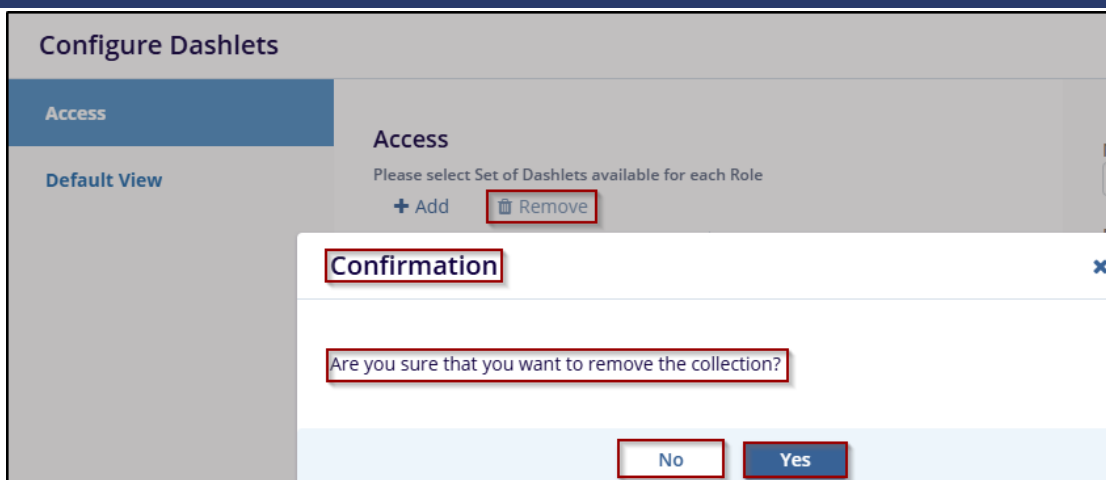 Configure Dashlets
Access
Default View
Access
Please select Set of Dashlets available for each Role
+ Add Remove
Confirmation
Are you sure that you want to remove the collection?
No Yes